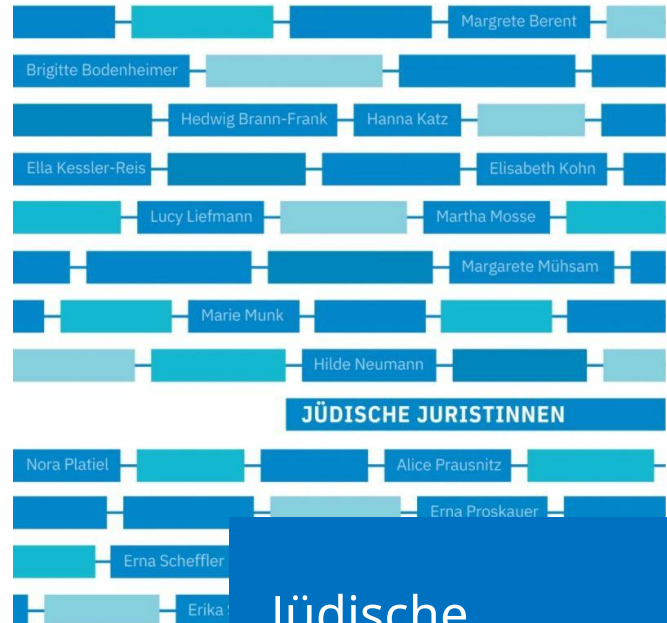 Margrete Berent
Brigitte Bodenheimer
Hedwig Brann-Frank Hanna Katz
Ella Kessler-Reis Elisabeth Kohn
Lucy Liefmann Martha Mosse
Margarete Mühsam
Marie Munk
Hilde Neumann
JÜDISCHE JURISTINNEN
Nora Platiel Alice Prausnitz
Erna Proskauer
Erna Scheffler
Erika
Jüdische